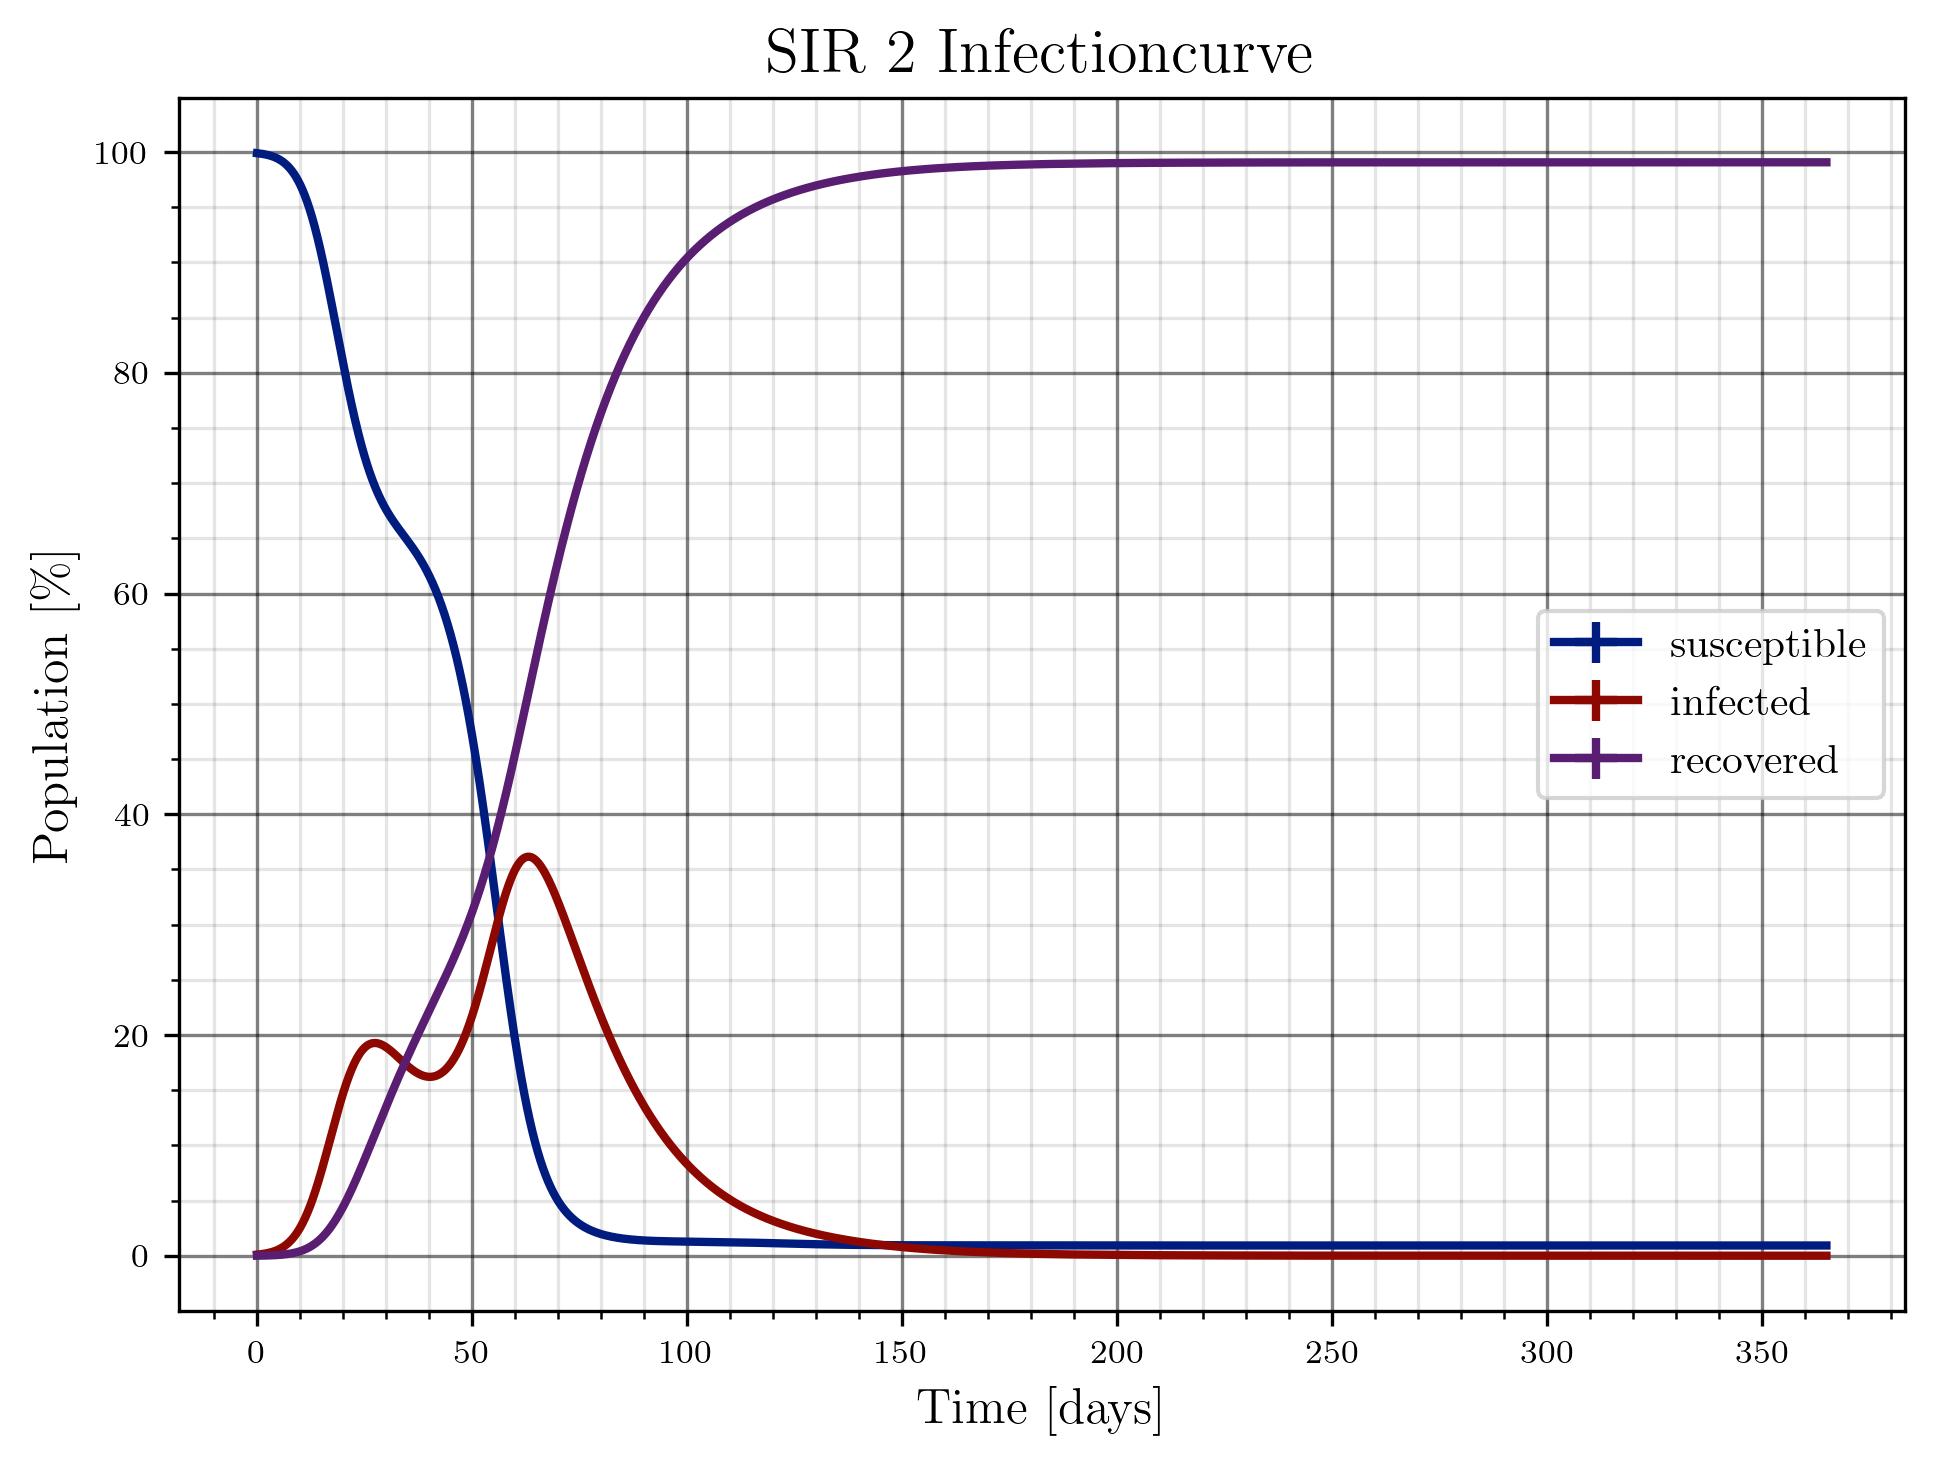 SIR 2 Infectioncurve
Population [%]
100
80
60
40
20
0
susceptible
infected
recovered
0 50 100 150 200 250 300 350
Time [days]